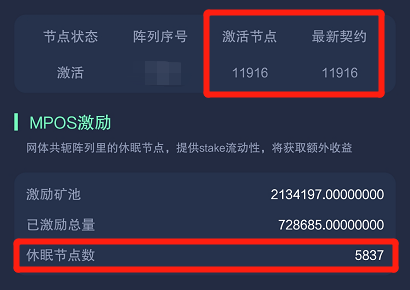 节点状态 阵列序号 激活节点 最新契约
激活 11916 11916
MPOS激励
网体共轭阵列里的休眠节点，提供stake流动性，将获取额外收益
激励矿池 2134197.00000000
已激励总量 728685.00000000
休眠节点数 5837